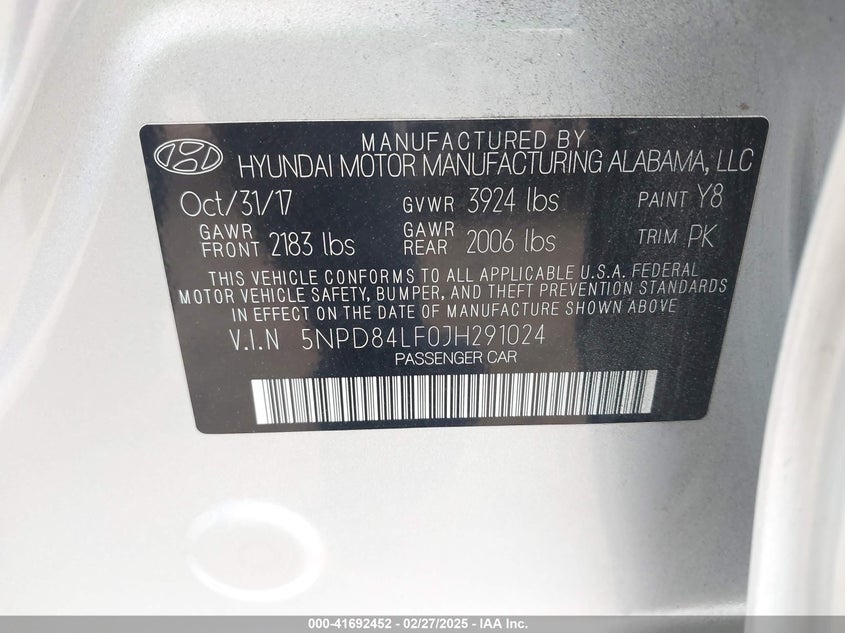 MANUFACTURED BY
HYUNDAI MOTOR MANUFACTURING ALABAMA, LLC
Oct/31/17 GVWR 3924 lbs PAINT Y8
GAWR FRONT 2183 lbs GAWR REAR 2006 lbs TRIM PK
THIS VEHICLE CONFORMS TO ALL APPLICABLE U.S.A. FEDERAL
MOTOR VEHICLE SAFETY, BUMPER, AND THEFT PREVENTION STANDARDS
IN EFFECT ON THE DATE OF MANUFACTURE SHOWN ABOVE
V.I.N 5NPD84LF0JH291024
PASSENGER CAR
000-41692452 - 02/27/2025 - IAA Inc.